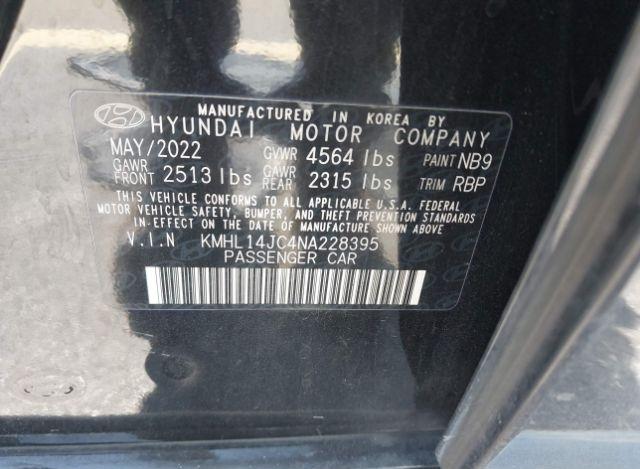 MANUFACTURED IN KOREA BY
HYUNDAI MOTOR COMPANY
MAY/2022 GVWR 4564 lbs PAINT NB9
GAWR FRONT 2513 lbs GAWR REAR 2315 lbs TRIM RBP
THIS VEHICLE CONFORMS TO ALL APPLICABLE U.S.A. FEDERAL
MOTOR VEHICLE SAFETY, BUMPER, AND THEFT PREVENTION STANDARDS
IN EFFECT ON THE DATE OF MANUFACTURE SHOWN ABOVE.
V.I.N KMHL14JC4NA228395
PASSENGER CAR